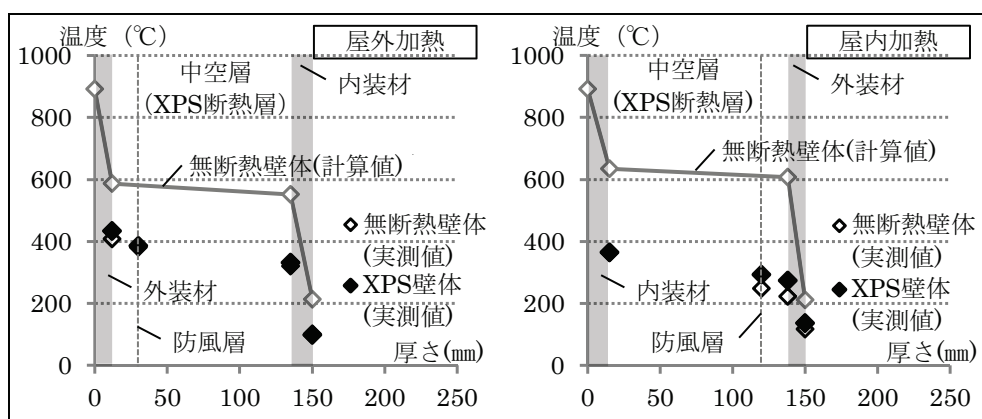 温度（℃）
屋外加熱
1000
800
600
400
200
0
中空層
(XPS断熱層)
内装材
無断熱壁体(計算値)
無断熱壁体
(実測値)
XPS壁体
(実測値)
外装材
防風層
厚さ(㎜)
0 50 100 150 200 250
温度（℃）
屋内加熱
1000
800
600
400
200
0
中空層
(XPS断熱層)
外装材
無断熱壁体(計算値)
無断熱壁体
(実測値)
XPS壁体
(実測値)
内装材
防風層
厚さ(㎜)
0 50 100 150 200 250